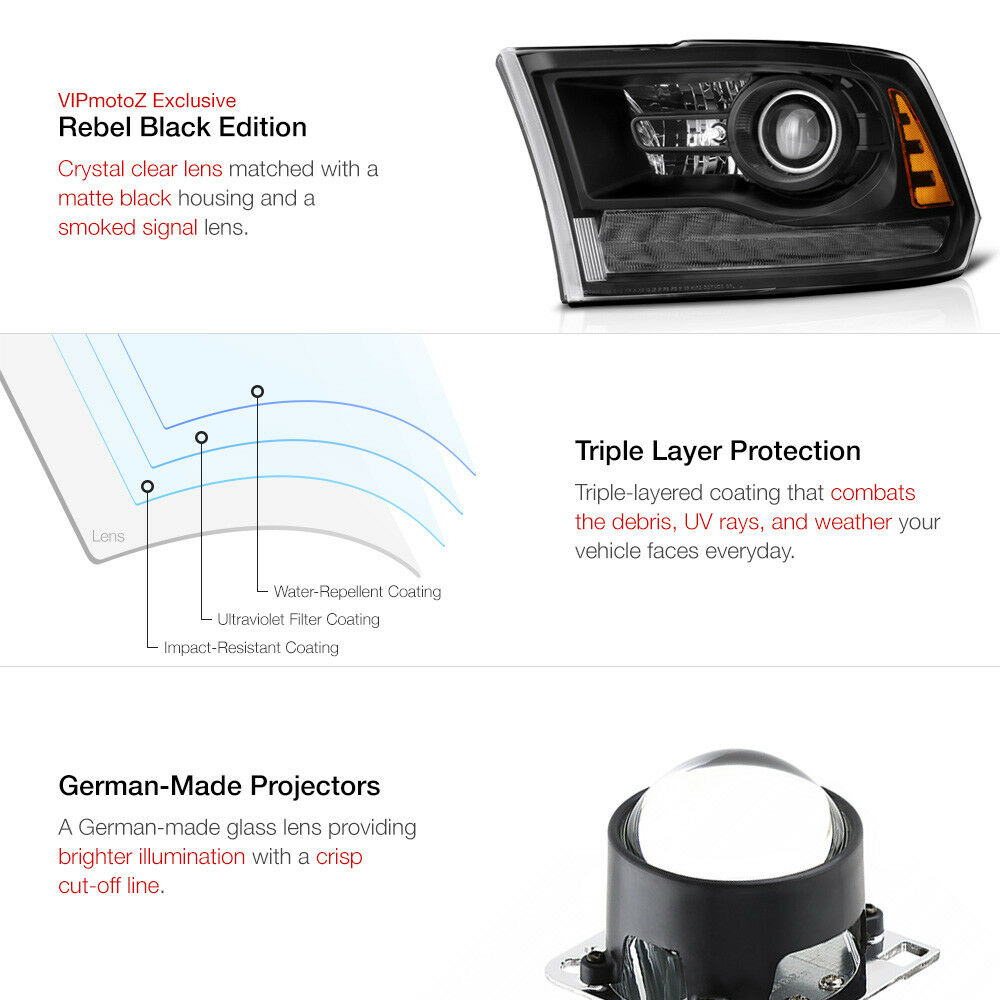 VIPmotoZ Exclusive
Rebel Black Edition
Crystal clear lens matched with a
matte black housing and a
smoked signal lens.
Lens
Water-Repellent Coating
Ultraviolet Filter Coating
Impact-Resistant Coating
Triple Layer Protection
Triple-layered coating that combats
the debris, UV rays, and weather your
vehicle faces everyday.
German-Made Projectors
A German-made glass lens providing
brighter illumination with a crisp
cut-off line.